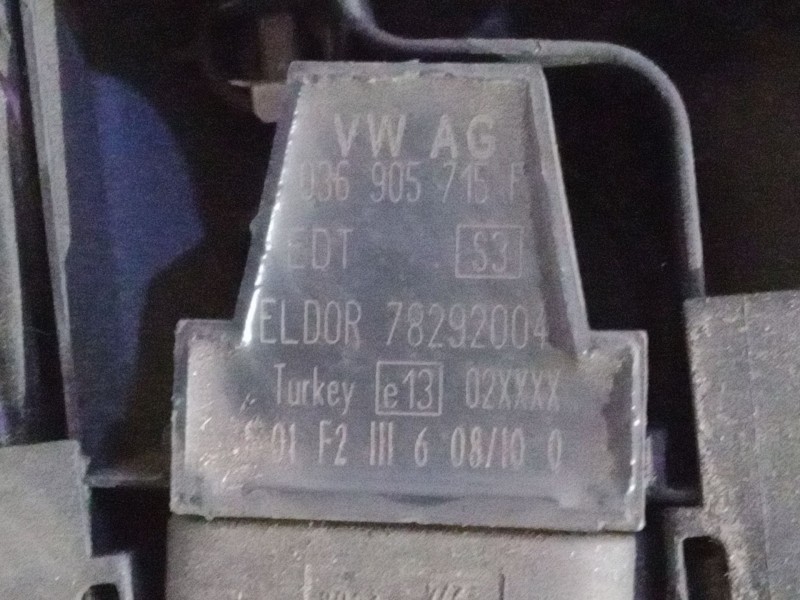 VW AG
036 905 715 F
EDT S3
ELDOR 78292004
Turkey e13 02XXXX
01 F2 III 6 08/10 0